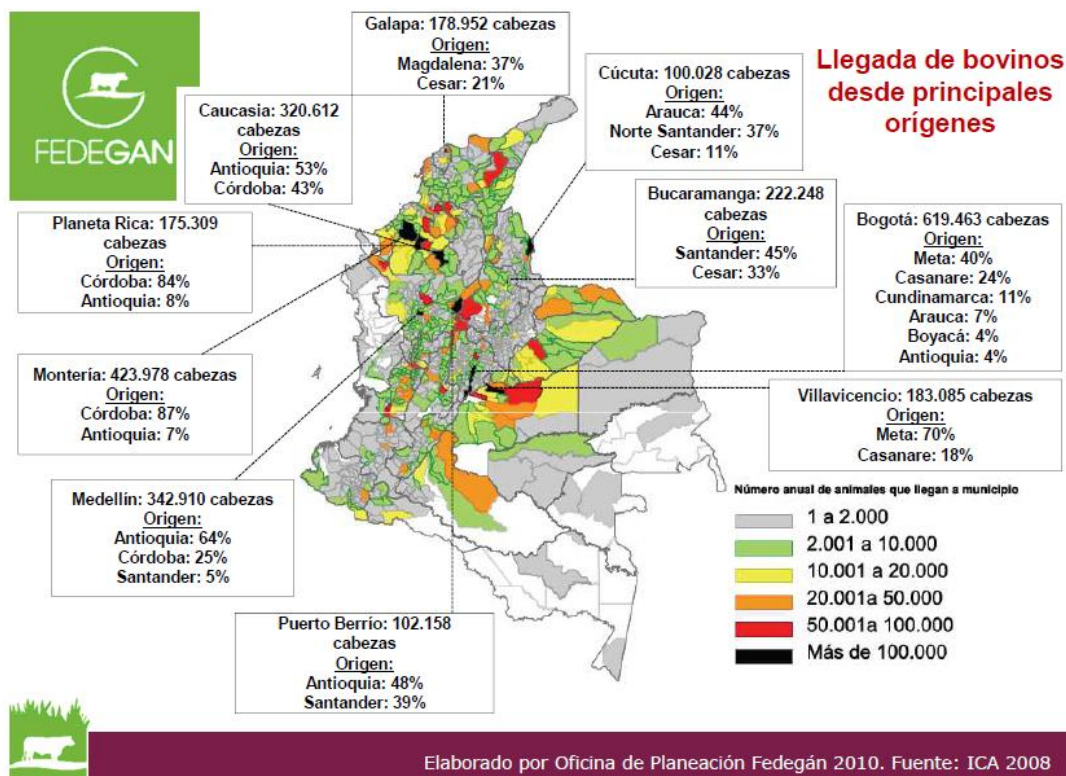 FEDEGAN
Llegada de bovinos
desde principales
orígenes
Galapa: 178.952 cabezas
Origen:
Magdalena: 37%
Cesar: 21%
Cúcuta: 100.028 cabezas
Origen:
Arauca: 44%
Norte Santander: 37%
Cesar: 11%
Caucasia: 320.612
cabezas
Origen:
Antioquia: 53%
Córdoba: 43%
Bucaramanga: 222.248
cabezas
Origen:
Santander: 45%
Cesar: 33%
Bogotá: 619.463 cabezas
Origen:
Meta: 40%
Casanare: 24%
Cundinamarca: 11%
Arauca: 7%
Boyacá: 4%
Antioquia: 4%
Planeta Rica: 175.309
cabezas
Origen:
Córdoba: 84%
Antioquia: 8%
Montería: 423.978 cabezas
Origen:
Córdoba: 87%
Antioquia: 7%
Villavicencio: 183.085 cabezas
Origen:
Meta: 70%
Casanare: 18%
Medellín: 342.910 cabezas
Origen:
Antioquia: 64%
Córdoba: 25%
Santander: 5%
Puerto Berrío: 102.158
cabezas
Origen:
Antioquia: 48%
Santander: 39%
Número anual de animales que llegan a municipio
1 a 2.000
2.001 a 10.000
10.001 a 20.000
20.001a 50.000
50.001a 100.000
Más de 100.000
Elaborado por Oficina de Planeación Fedegán 2010. Fuente: ICA 2008